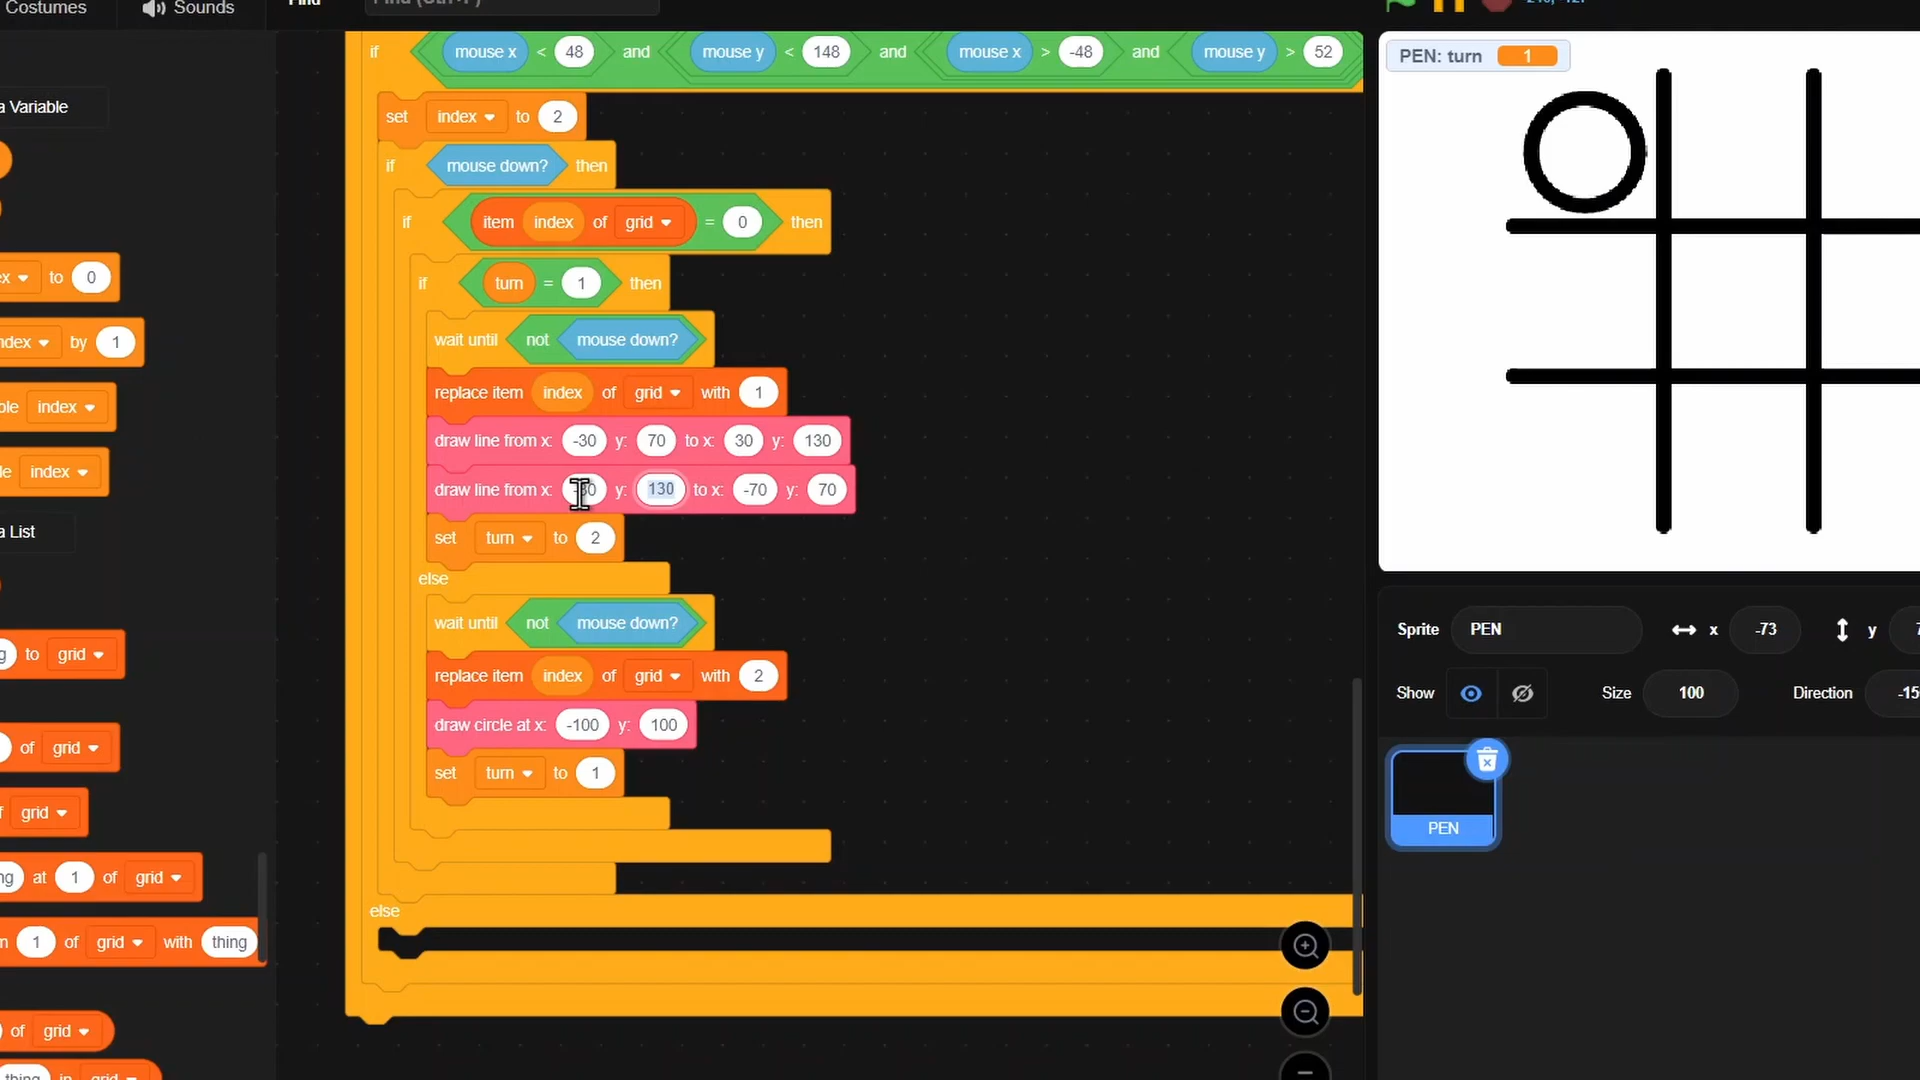 Costumes
Sounds
PEN: turn 1
if mouse x < 48 and mouse y < 148 and mouse x > -48 and mouse y > 52
set index to 2
if mouse down? then
if item index of grid = 0 then
if turn = 1 then
wait until not mouse down?
replace item index of grid with 1
draw line from x: -30 y: 70 to x: 30 y: 130
draw line from x: y: 130 to x: -70 y: 70
set turn to 2
else
wait until not mouse down?
replace item index of grid with 2
draw circle at x: -100 y: 100
set turn to 1
else
a Variable
to 0
by 1
index
index
a List
to grid
of grid
grid
at 1 of grid
1 of grid with thing
of grid
Sprite PEN x -73 y
Show Size 100 Direction
PEN